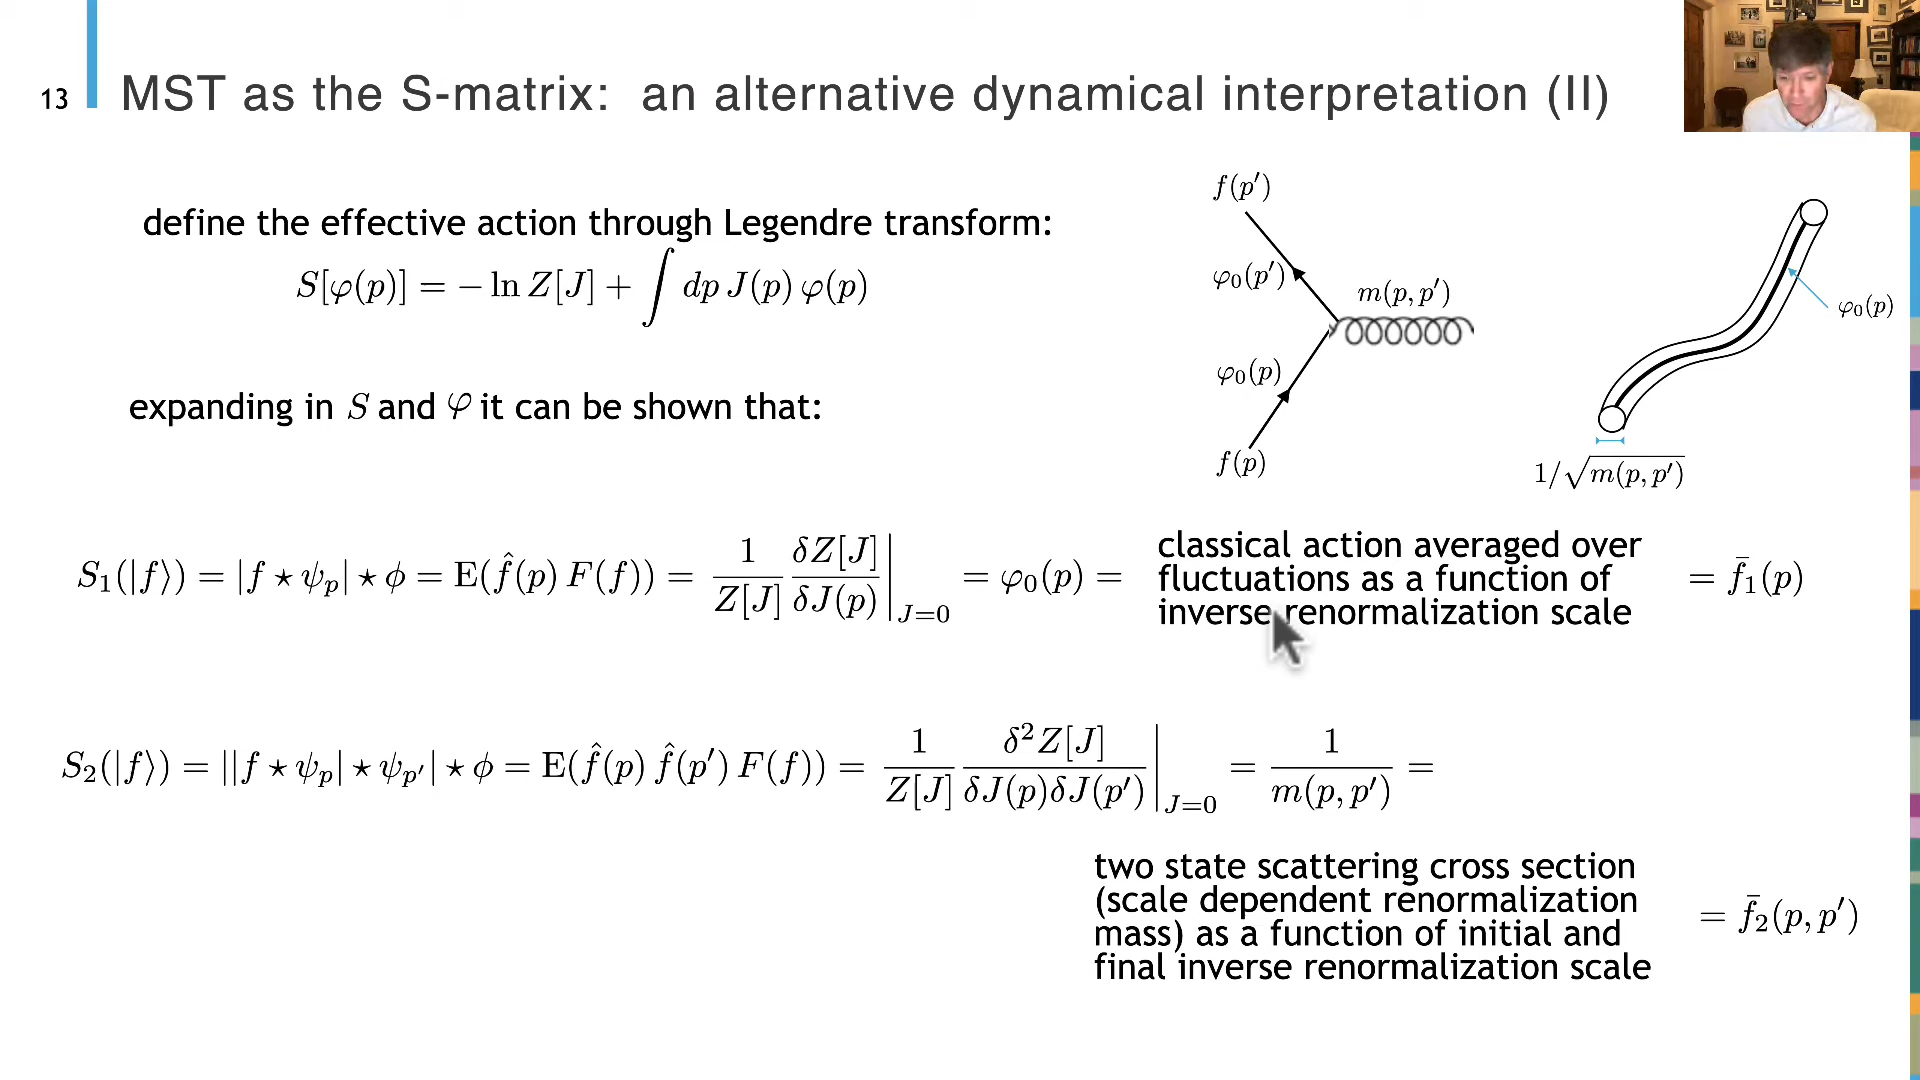 13
MST as the S-matrix: an alternative dynamical interpretation (II)
define the effective action through Legendre transform:
S[φ(p)] = − ln Z[J] + ∫ dp J(p) φ(p)
expanding in S and φ it can be shown that:
f(p′)
φ₀(p′)
m(p, p′)
φ₀(p)
f(p)
φ₀(p)
1/√m(p, p′)
S₁(|f⟩) = |f ⋆ ψₚ| ⋆ ϕ = E(f̂(p) F(f)) = 1/Z[J] δZ[J]/δJ(p) |_{J=0} = φ₀(p) =
classical action averaged over
fluctuations as a function of
inverse renormalization scale
= f̄₁(p)
S₂(|f⟩) = ||f ⋆ ψₚ| ⋆ ψₚ′| ⋆ ϕ = E(f̂(p) f̂(p′) F(f)) = 1/Z[J] δ²Z[J]/δJ(p)δJ(p′) |_{J=0} = 1/m(p, p′) =
two state scattering cross section
(scale dependent renormalization
mass) as a function of initial and
final inverse renormalization scale
= f̄₂(p, p′)